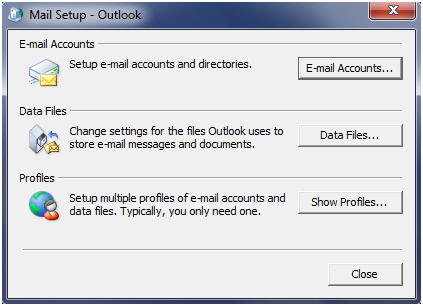 Mail Setup - Outlook
E-mail Accounts
Setup e-mail accounts and directories.
E-mail Accounts...
Data Files
Change settings for the files Outlook uses to
store e-mail messages and documents.
Data Files...
Profiles
Setup multiple profiles of e-mail accounts and
data files. Typically, you only need one.
Show Profiles...
Close